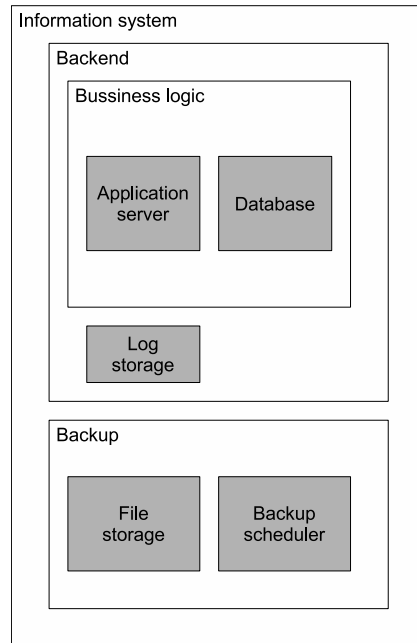 Information system
Backend
Bussiness logic
Application
server
Database
Log
storage
Backup
File
storage
Backup
scheduler